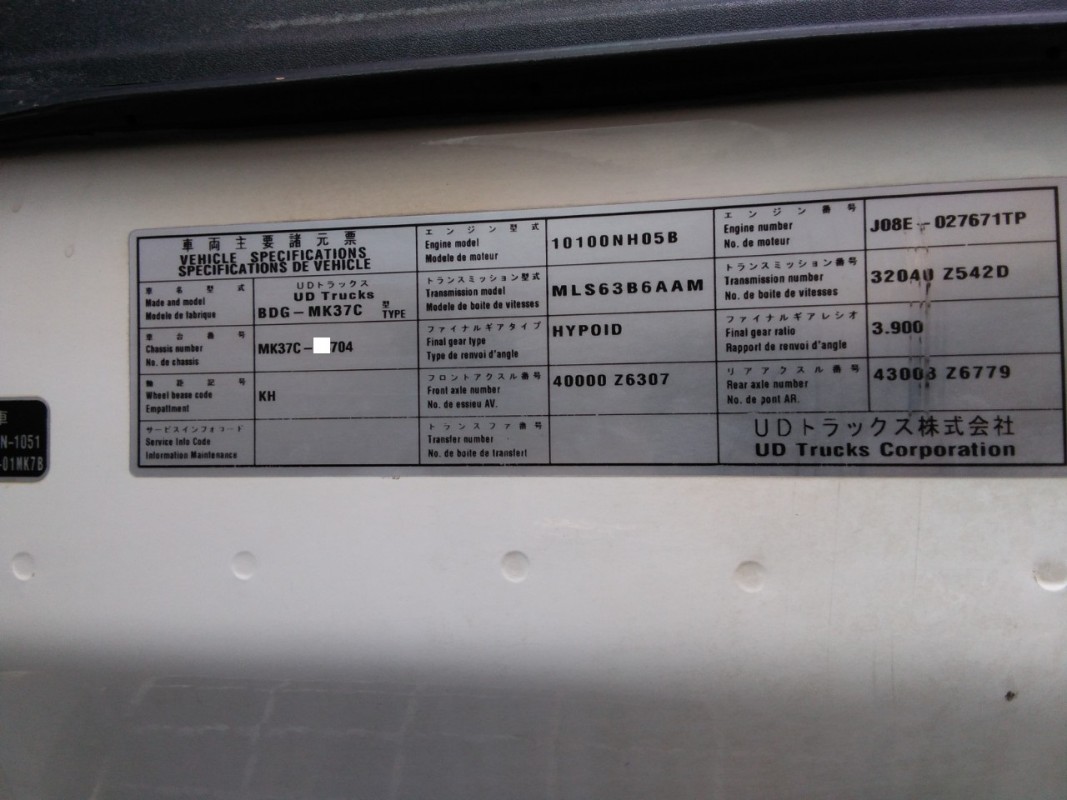 車両主要諸元票
VEHICLE SPECIFICATIONS
SPECIFICATIONS DE VEHICLE
車名型式
Made and model
Modele de fabrique
UDトラックス
UD Trucks
BDG-MK37C 型 TYPE
車台番号
Chassis number
No. de chassis
MK37C- 704
軸距記号
Wheel bease code
Empattment
KH
サービスインフォコード
Service Info Code
Information Maintenance
エンジン型式
Engine model
Modele de moteur
10100NH05B
トランスミッション型式
Transmission model
Modele de boite de vitesses
MLS63B6AAM
ファイナルギアタイプ
Final gear type
Type de renvoi d'angle
HYPOID
フロントアクスル番号
Front axle number
No. de essieu AV.
40000 Z6307
トランスファ番号
Transfer number
No. de boite de transfert
エンジン番号
Engine number
No. de moteur
J08E-027671TP
トランスミッション番号
Transmission number
No. de boite de vitesses
32040 Z542D
ファイナルギアレシオ
Final gear ratio
Rapport de renvoi d'angle
3.900
リアアクスル番号
Rear axle number
No. de pont AR.
43003 Z6779
UDトラックス株式会社
UD Trucks Corporation
車
N-1051
-01MK7B